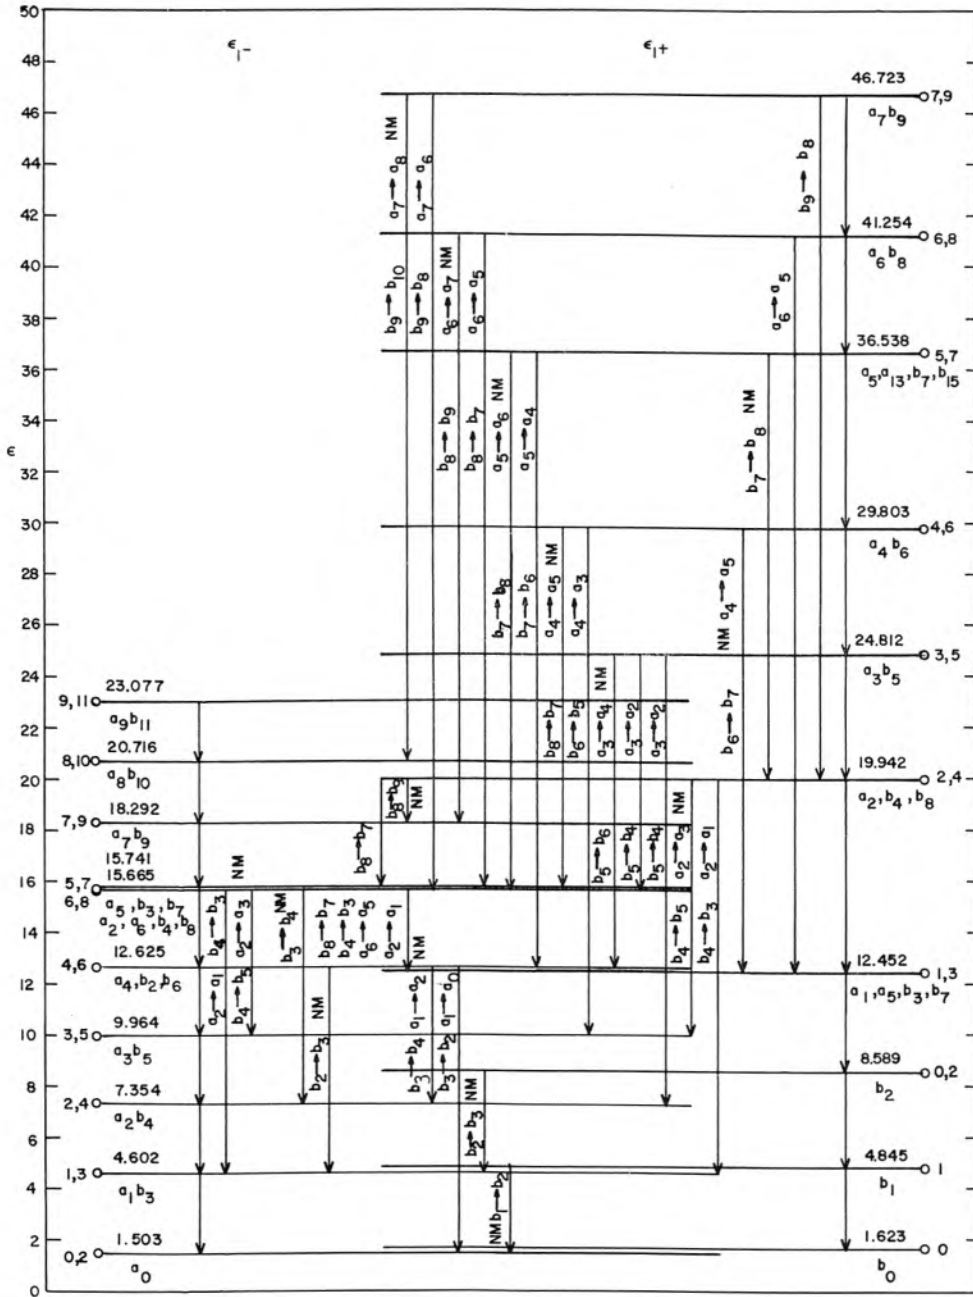 50
48
46
44
42
40
38
36
34
32
30
28
26
24
22
20
18
16
14
12
10
8
6
4
2
0
ϵ
ϵ₁₋
ϵ₁₊
46.723
7,9
a₇b₉
a₇→a₈ NM
a₇→a₆
b₉→b₈
41.254
6,8
a₆b₈
b₉→b₁₀
b₉→b₈
a₆→a₇ NM
a₆→a₅
a₆→a₅
36.538
5,7
a₅,a₁₃,b₇,b₁₅
b₈→b₉
b₈→b₇
a₅→a₆ NM
a₅→a₄
b₇→b₈ NM
29.803
4,6
a₄b₆
b₇→b₈
b₇→b₆
a₄→a₅ NM
a₄→a₃
NM a₄→a₅
24.812
3,5
a₃b₅
23.077
9,11
a₉b₁₁
b₈→b₇
b₆→b₅
a₃→a₄ NM
a₃→a₂
a₃→a₂
b₆→b₇
20.716
8,10
a₈b₁₀
19.942
2,4
a₂,b₄,b₈
18.292
7,9
a₇b₉
b₈→b₇
b₈→b₉
NM
b₅→b₆
b₅→b₄
b₅→b₄
a₂→a₃ NM
a₂→a₁
15.741
15.665
5,7
6,8
a₅,b₃,b₇
a₂,a₆,b₄,b₈
b₄→b₃
a₂→a₃ NM
b₃→b₄ NM
b₈→b₇
b₄→b₃
a₆→a₅
a₂→a₁
b₄→b₅
b₄→b₃
12.625
4,6
a₄,b₂,b₆
12.452
1,3
a₁,a₅,b₃,b₇
a₂→a₁
b₄→b₅
b₂→b₃ NM
a₁→a₂ NM
a₁→a₀
9.964
3,5
a₃b₅
b₃→b₄
b₃→b₂
8.589
0,2
b₂
7.354
2,4
a₂b₄
b₂→b₃ NM
4.602
1,3
a₁b₃
4.845
1
b₁
NM b₁→b₂
1.503
0,2
a₀
1.623
0
b₀